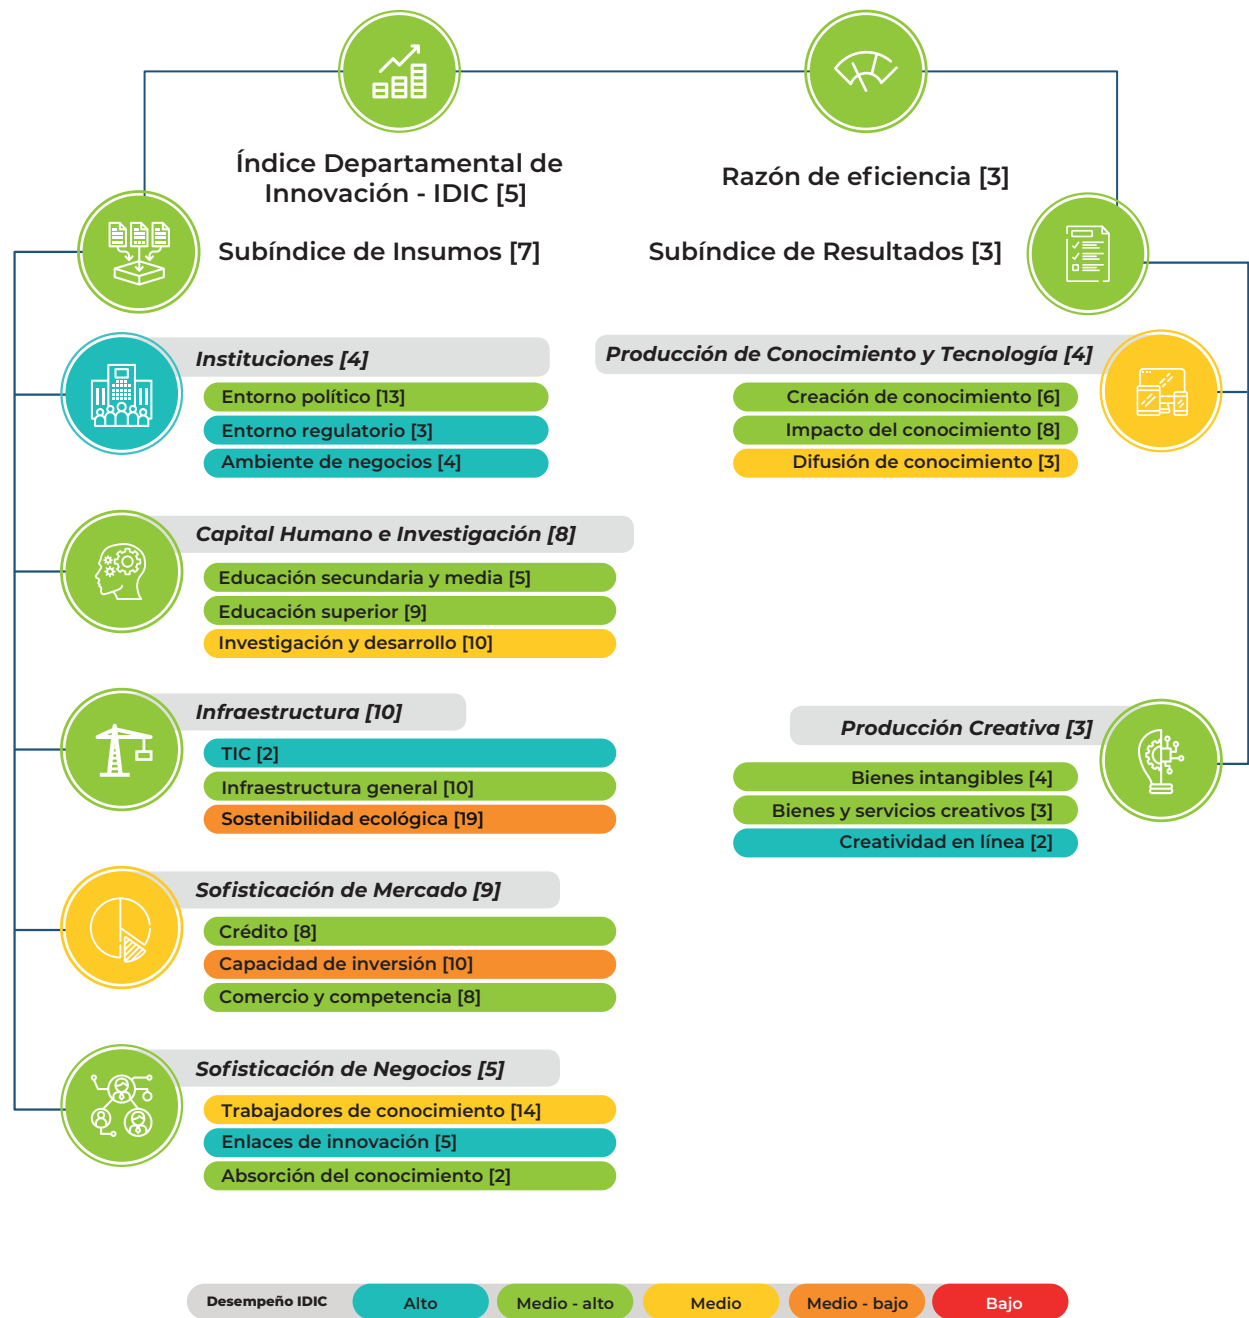 Índice Departamental de
Innovación - IDIC [5]
Razón de eficiencia [3]
Subíndice de Insumos [7]
Subíndice de Resultados [3]
Instituciones [4]
Entorno político [13]
Entorno regulatorio [3]
Ambiente de negocios [4]
Capital Humano e Investigación [8]
Educación secundaria y media [5]
Educación superior [9]
Investigación y desarrollo [10]
Infraestructura [10]
TIC [2]
Infraestructura general [10]
Sostenibilidad ecológica [19]
Sofisticación de Mercado [9]
Crédito [8]
Capacidad de inversión [10]
Comercio y competencia [8]
Sofisticación de Negocios [5]
Trabajadores de conocimiento [14]
Enlaces de innovación [5]
Absorción del conocimiento [2]
Producción de Conocimiento y Tecnología [4]
Creación de conocimiento [6]
Impacto del conocimiento [8]
Difusión de conocimiento [3]
Producción Creativa [3]
Bienes intangibles [4]
Bienes y servicios creativos [3]
Creatividad en línea [2]
Desempeño IDIC
Alto
Medio - alto
Medio
Medio - bajo
Bajo